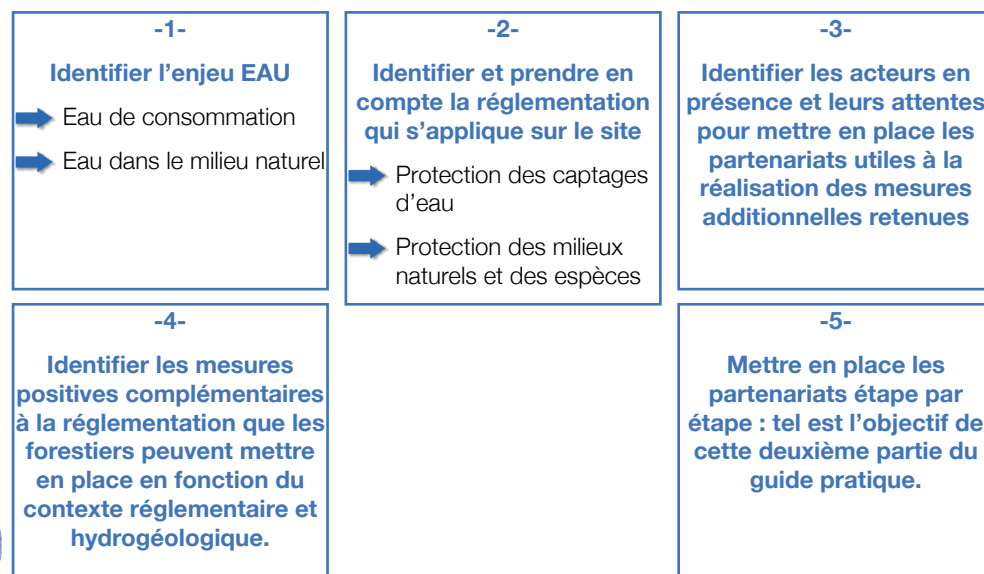 -1-
Identifier l’enjeu EAU
Eau de consommation
Eau dans le milieu naturel
-2-
Identifier et prendre en
compte la réglementation
qui s’applique sur le site
Protection des captages
d’eau
Protection des milieux
naturels et des espèces
-3-
Identifier les acteurs en
présence et leurs attentes
pour mettre en place les
partenariats utiles à la
réalisation des mesures
additionnelles retenues
-4-
Identifier les mesures
positives complémentaires
à la réglementation que les
forestiers peuvent mettre
en place en fonction du
contexte réglementaire et
hydrogéologique.
-5-
Mettre en place les
partenariats étape par
étape : tel est l’objectif de
cette deuxième partie du
guide pratique.